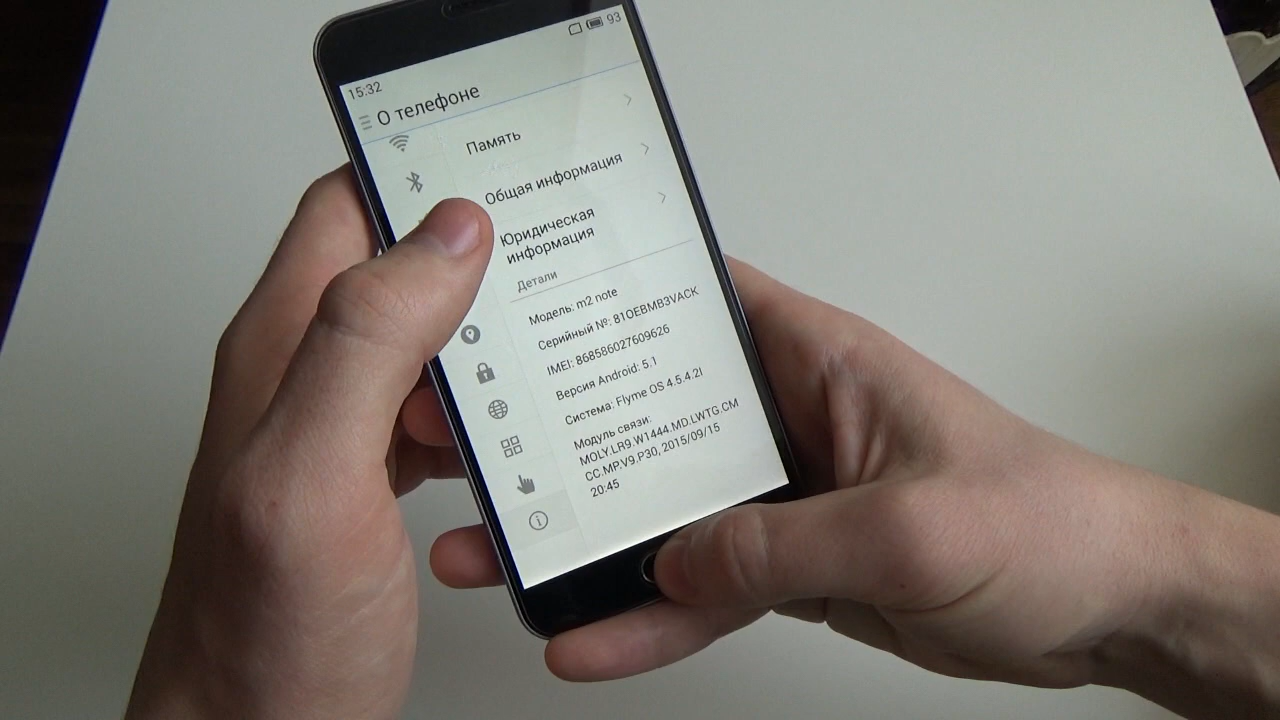 93
15:32
О телефоне
Память
Общая информация
Юридическая
информация
Детали
Модель: m2 note
Серийный №: 81OEBMB3VACK
IMEI: 868586027609626
Версия Android: 5.1
Система: Flyme OS 4.5.4.2I
Модуль связи:
MOLY.LR9.W1444.MD.LWTG.CM
CC.MP.V9.P30, 2015/09/15
20:45